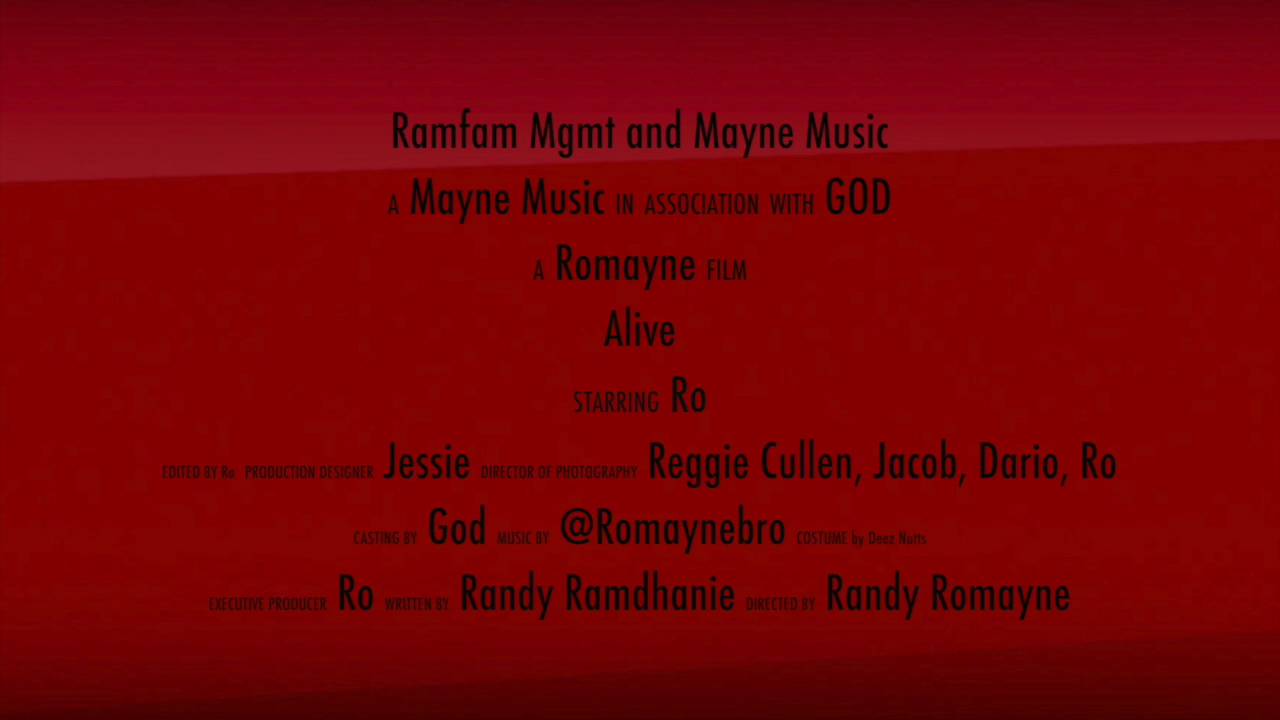 Ramfam Mgmt and Mayne Music
A Mayne Music IN ASSOCIATION WITH GOD
A Romayne FILM
Alive
STARRING Ro
EDITED BY Ro PRODUCTION DESIGNER Jessie DIRECTOR OF PHOTOGRAPHY Reggie Cullen, Jacob, Dario, Ro
CASTING BY God MUSIC BY @Romaynebro COSTUME by Deez Nutts
EXECUTIVE PRODUCER Ro WRITTEN BY Randy Ramdhanie DIRECTED BY Randy Romayne